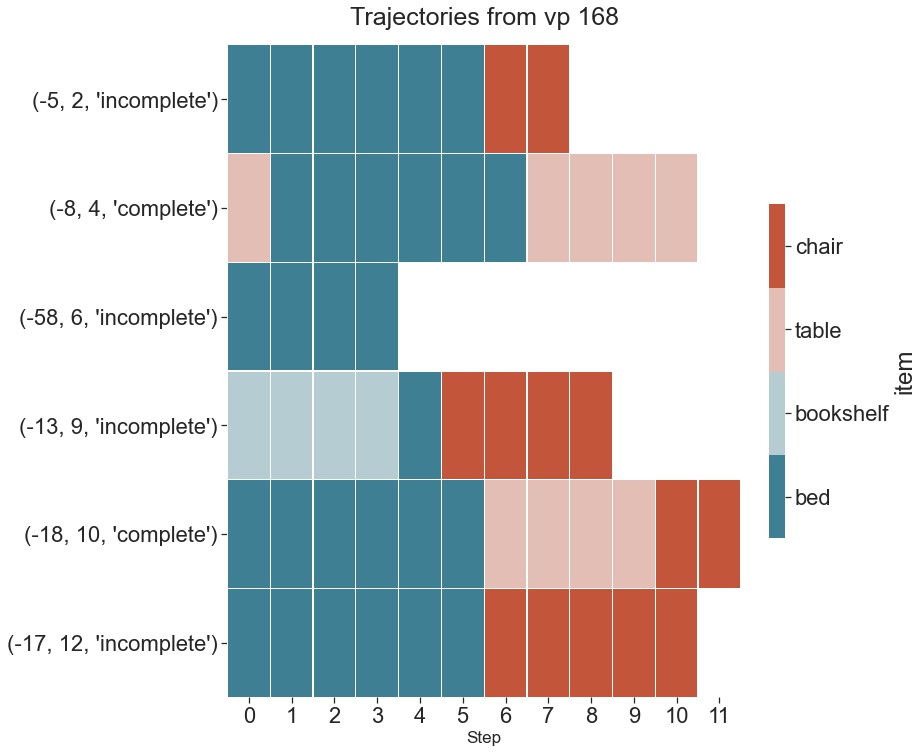 Trajectories from vp 168
(-5, 2, 'incomplete')
(-8, 4, 'complete')
(-58, 6, 'incomplete')
(-13, 9, 'incomplete')
(-18, 10, 'complete')
(-17, 12, 'incomplete')
0 1 2 3 4 5 6 7 8 9 10 11
Step
chair
table
bookshelf
bed
item